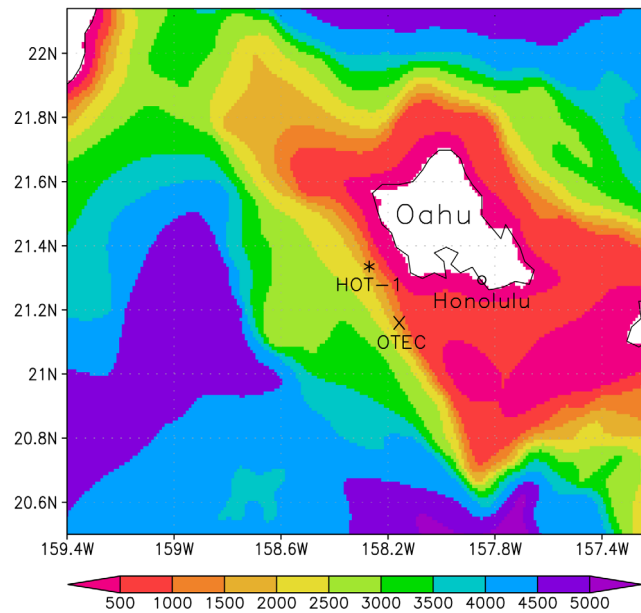 22N
21.8N
21.6N
Oahu
21.4N
HOT-1
Honolulu
21.2N
OTEC
21N
20.8N
20.6N
159.4W 159W 158.6W 158.2W 157.8W 157.4W
500 1000 1500 2000 2500 3000 3500 4000 4500 5000